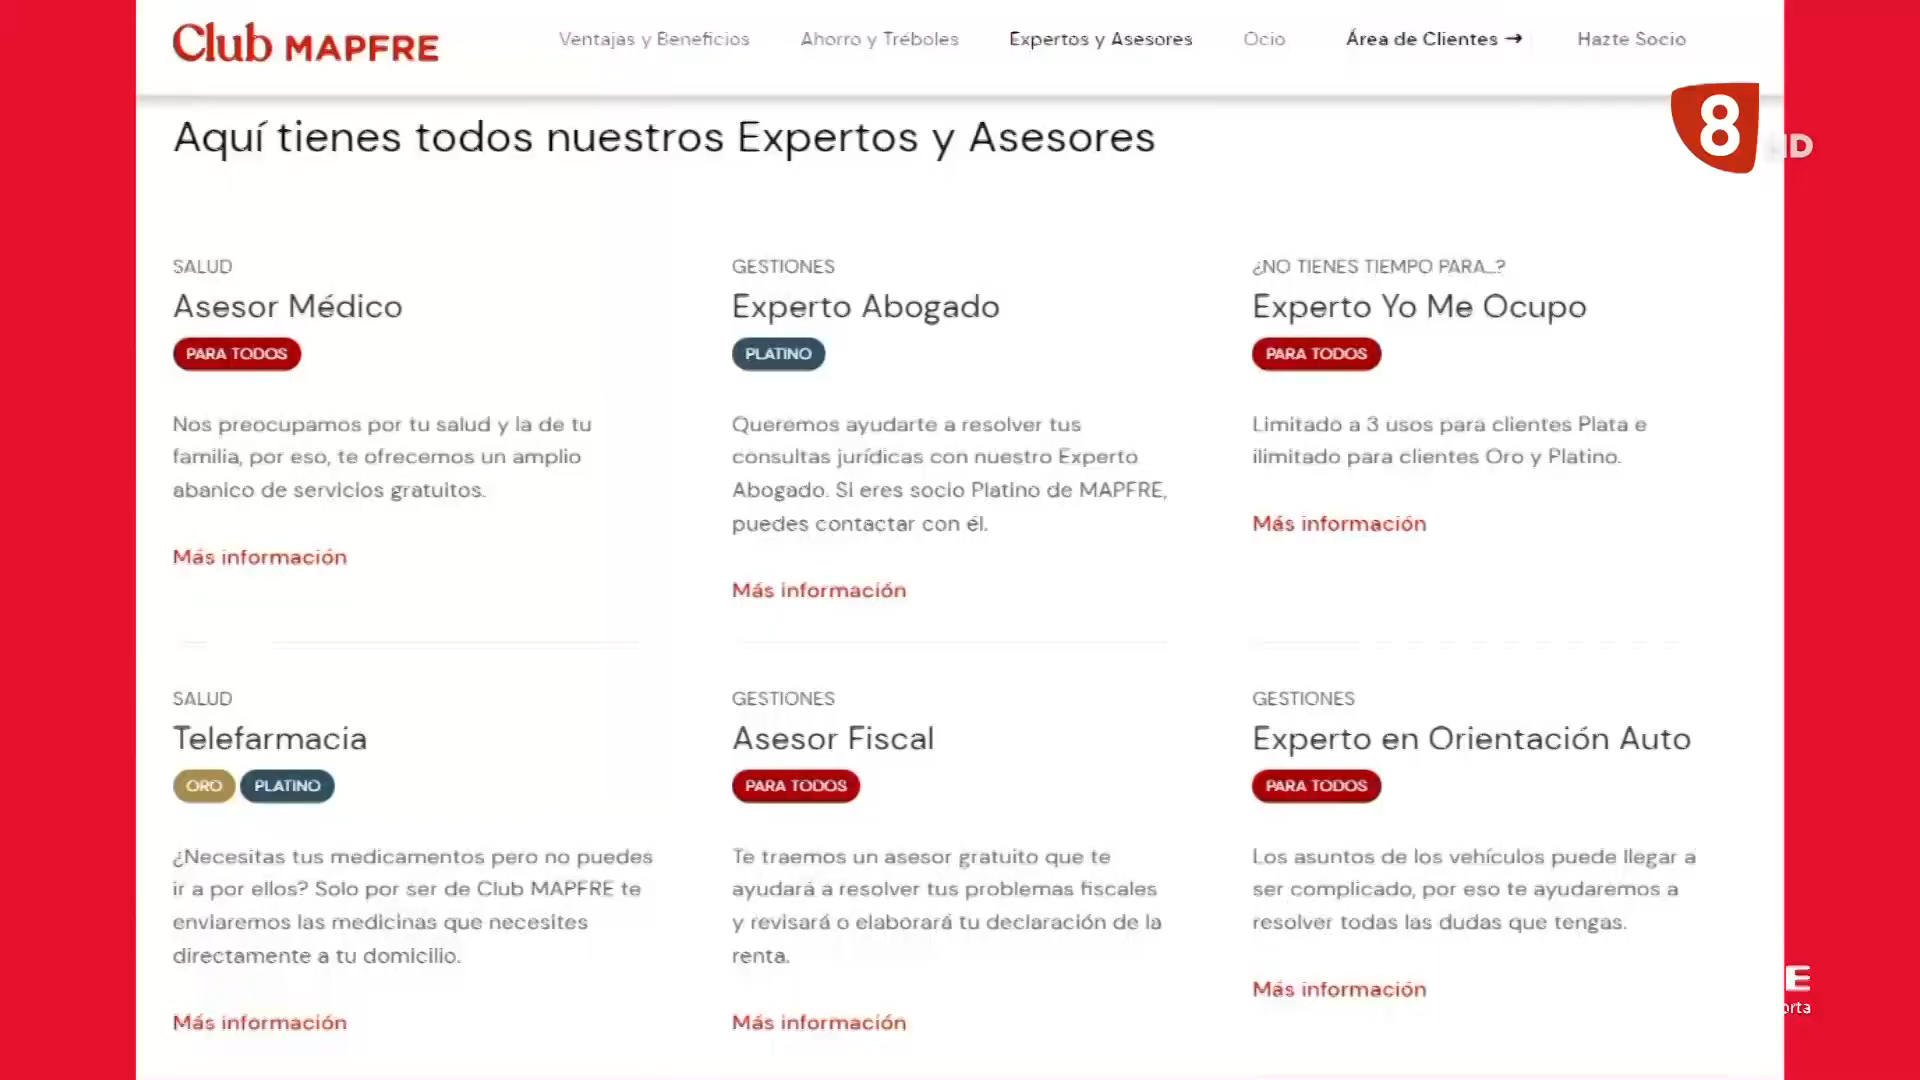 Club MAPFRE
Ventajas y Beneficios
Ahorro y Tréboles
Expertos y Asesores
Ocio
Área de Clientes →
Hazte Socio
8
HD
Aquí tienes todos nuestros Expertos y Asesores
SALUD
Asesor Médico
PARA TODOS
Nos preocupamos por tu salud y la de tu
familia, por eso, te ofrecemos un amplio
abanico de servicios gratuitos.
Más información
GESTIONES
Experto Abogado
PLATINO
Queremos ayudarte a resolver tus
consultas jurídicas con nuestro Experto
Abogado. Si eres socio Platino de MAPFRE,
puedes contactar con él.
Más información
¿NO TIENES TIEMPO PARA...?
Experto Yo Me Ocupo
PARA TODOS
Limitado a 3 usos para clientes Plata e
ilimitado para clientes Oro y Platino.
Más información
SALUD
Telefarmacia
ORO PLATINO
¿Necesitas tus medicamentos pero no puedes
ir a por ellos? Solo por ser de Club MAPFRE te
enviaremos las medicinas que necesites
directamente a tu domicilio.
Más información
GESTIONES
Asesor Fiscal
PARA TODOS
Te traemos un asesor gratuito que te
ayudará a resolver tus problemas fiscales
y revisará o elaborará tu declaración de la
renta.
Más información
GESTIONES
Experto en Orientación Auto
PARA TODOS
Los asuntos de los vehículos puede llegar a
ser complicado, por eso te ayudaremos a
resolver todas las dudas que tengas.
Más información
E
orta